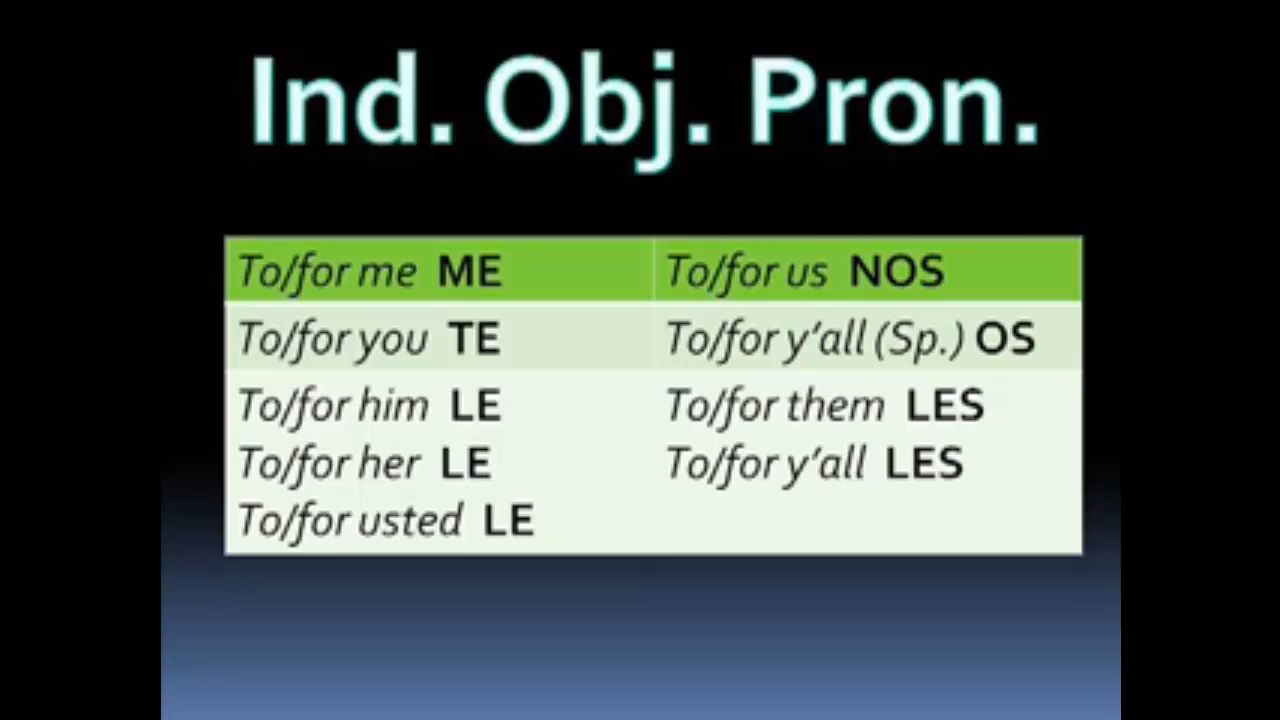 Ind. Obj. Pron.
To/for me ME
To/for us NOS
To/for you TE
To/for y'all (Sp.) OS
To/for him LE
To/for her LE
To/for usted LE
To/for them LES
To/for y'all LES